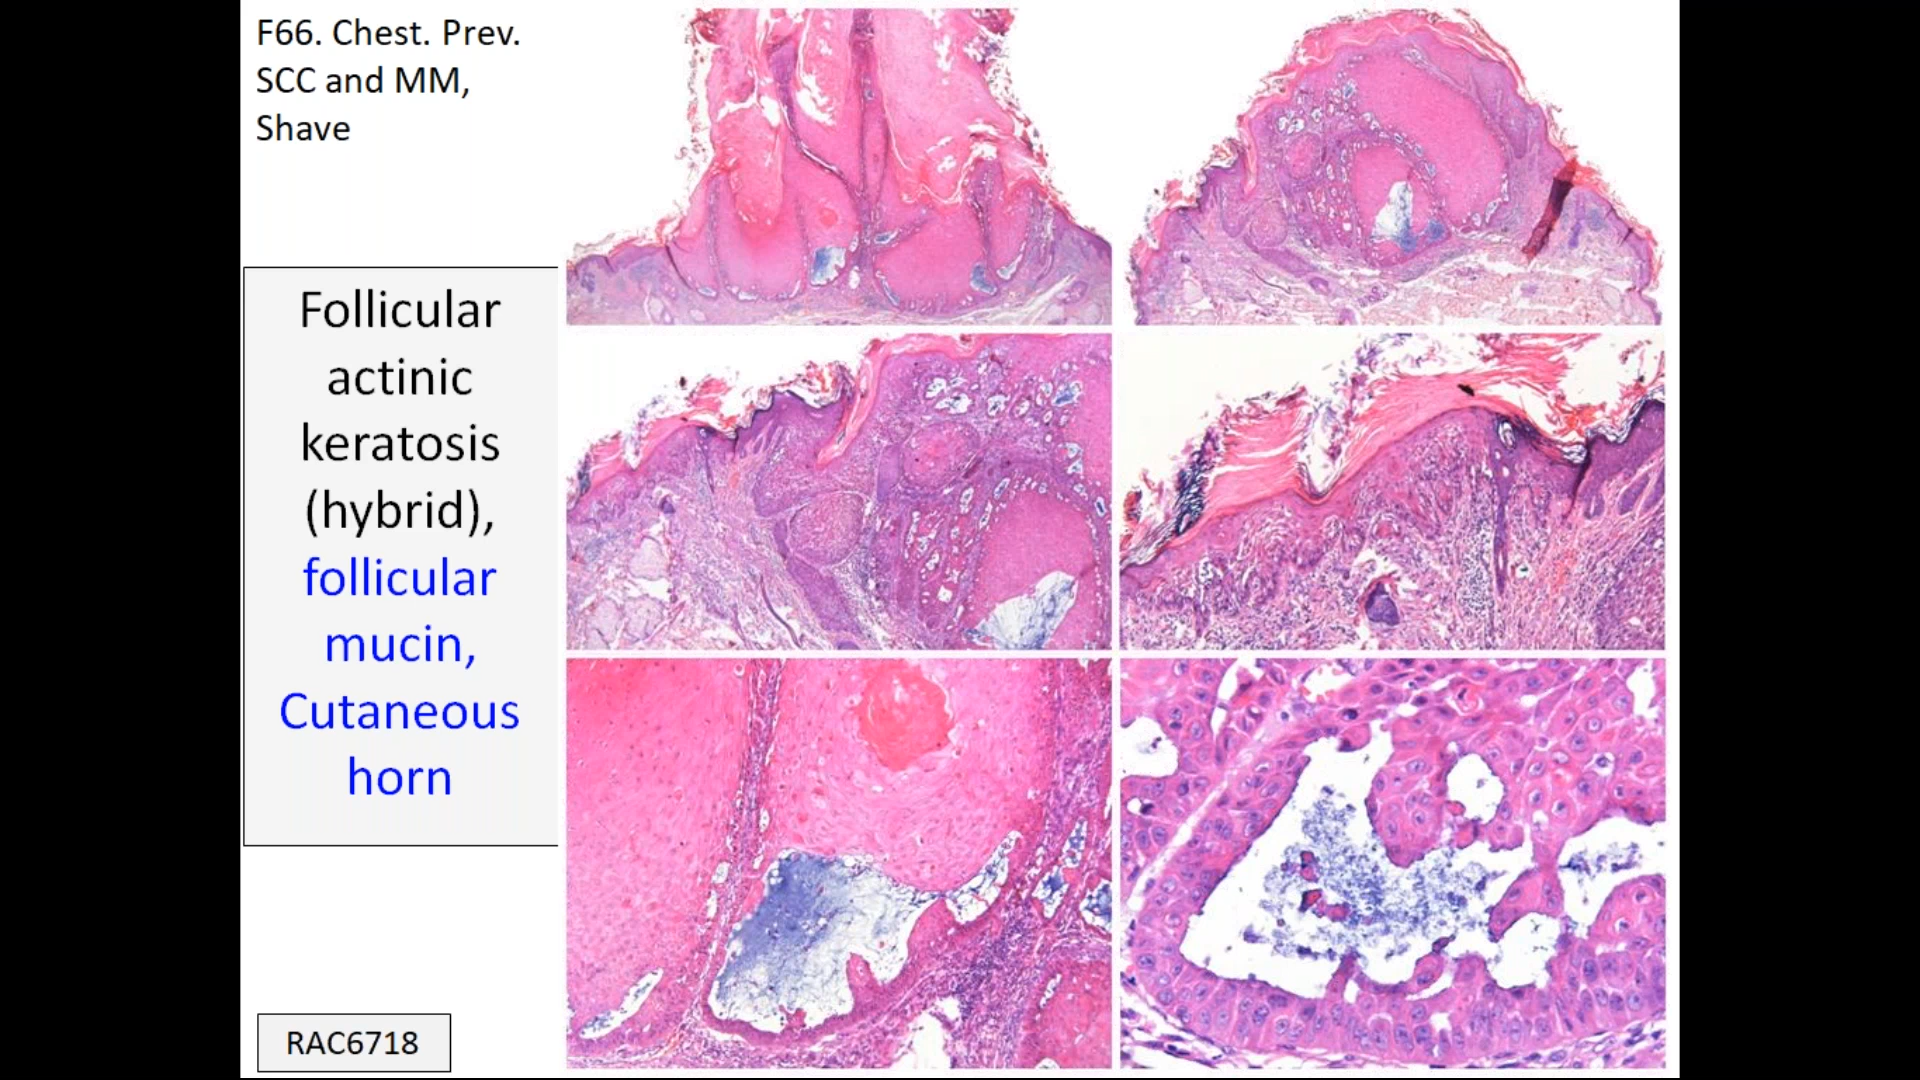 F66. Chest. Prev.
SCC and MM,
Shave
Follicular
actinic
keratosis
(hybrid),
follicular
mucin,
Cutaneous
horn
RAC6718